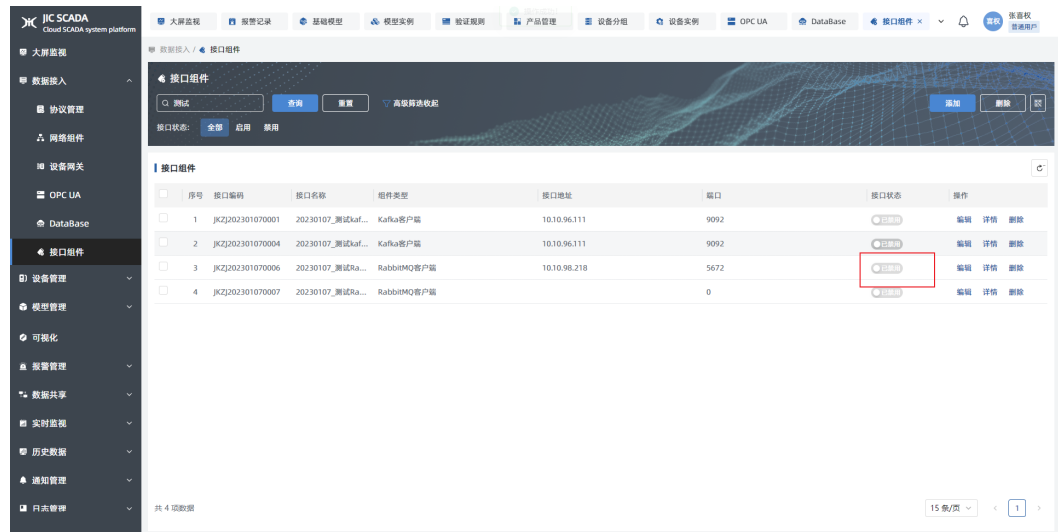 JIC SCADA
Cloud SCADA system platform
大屏监视
报警记录
基础模型
模型实例
验证规则
产品管理
设备分组
设备实例
OPC UA
DataBase
接口组件 ×
喜权
张喜权
普通用户
大屏监视
数据接入
协议管理
网络组件
设备网关
OPC UA
DataBase
接口组件
设备管理
模型管理
可视化
报警管理
数据共享
实时监视
历史数据
通知管理
日志管理
数据接入 / 接口组件
接口组件
测试 查询 重置 高级筛选收起 添加 删除
接口状态: 全部 启用 禁用
接口组件
序号 接口编码 接口名称 组件类型 接口地址 端口 接口状态 操作
1 JKZJ202301070001 20230107_测试kaf... Kafka客户端 10.10.96.111 9092 已禁用 编辑 详情 删除
2 JKZJ202301070004 20230107_测试kaf... Kafka客户端 10.10.96.111 9092 已禁用 编辑 详情 删除
3 JKZJ202301070006 20230107_测试Ra... RabbitMQ客户端 10.10.98.218 5672 已禁用 编辑 详情 删除
4 JKZJ202301070007 20230107_测试Ra... RabbitMQ客户端 0 已禁用 编辑 详情 删除
共 4 项数据
15 条/页
1